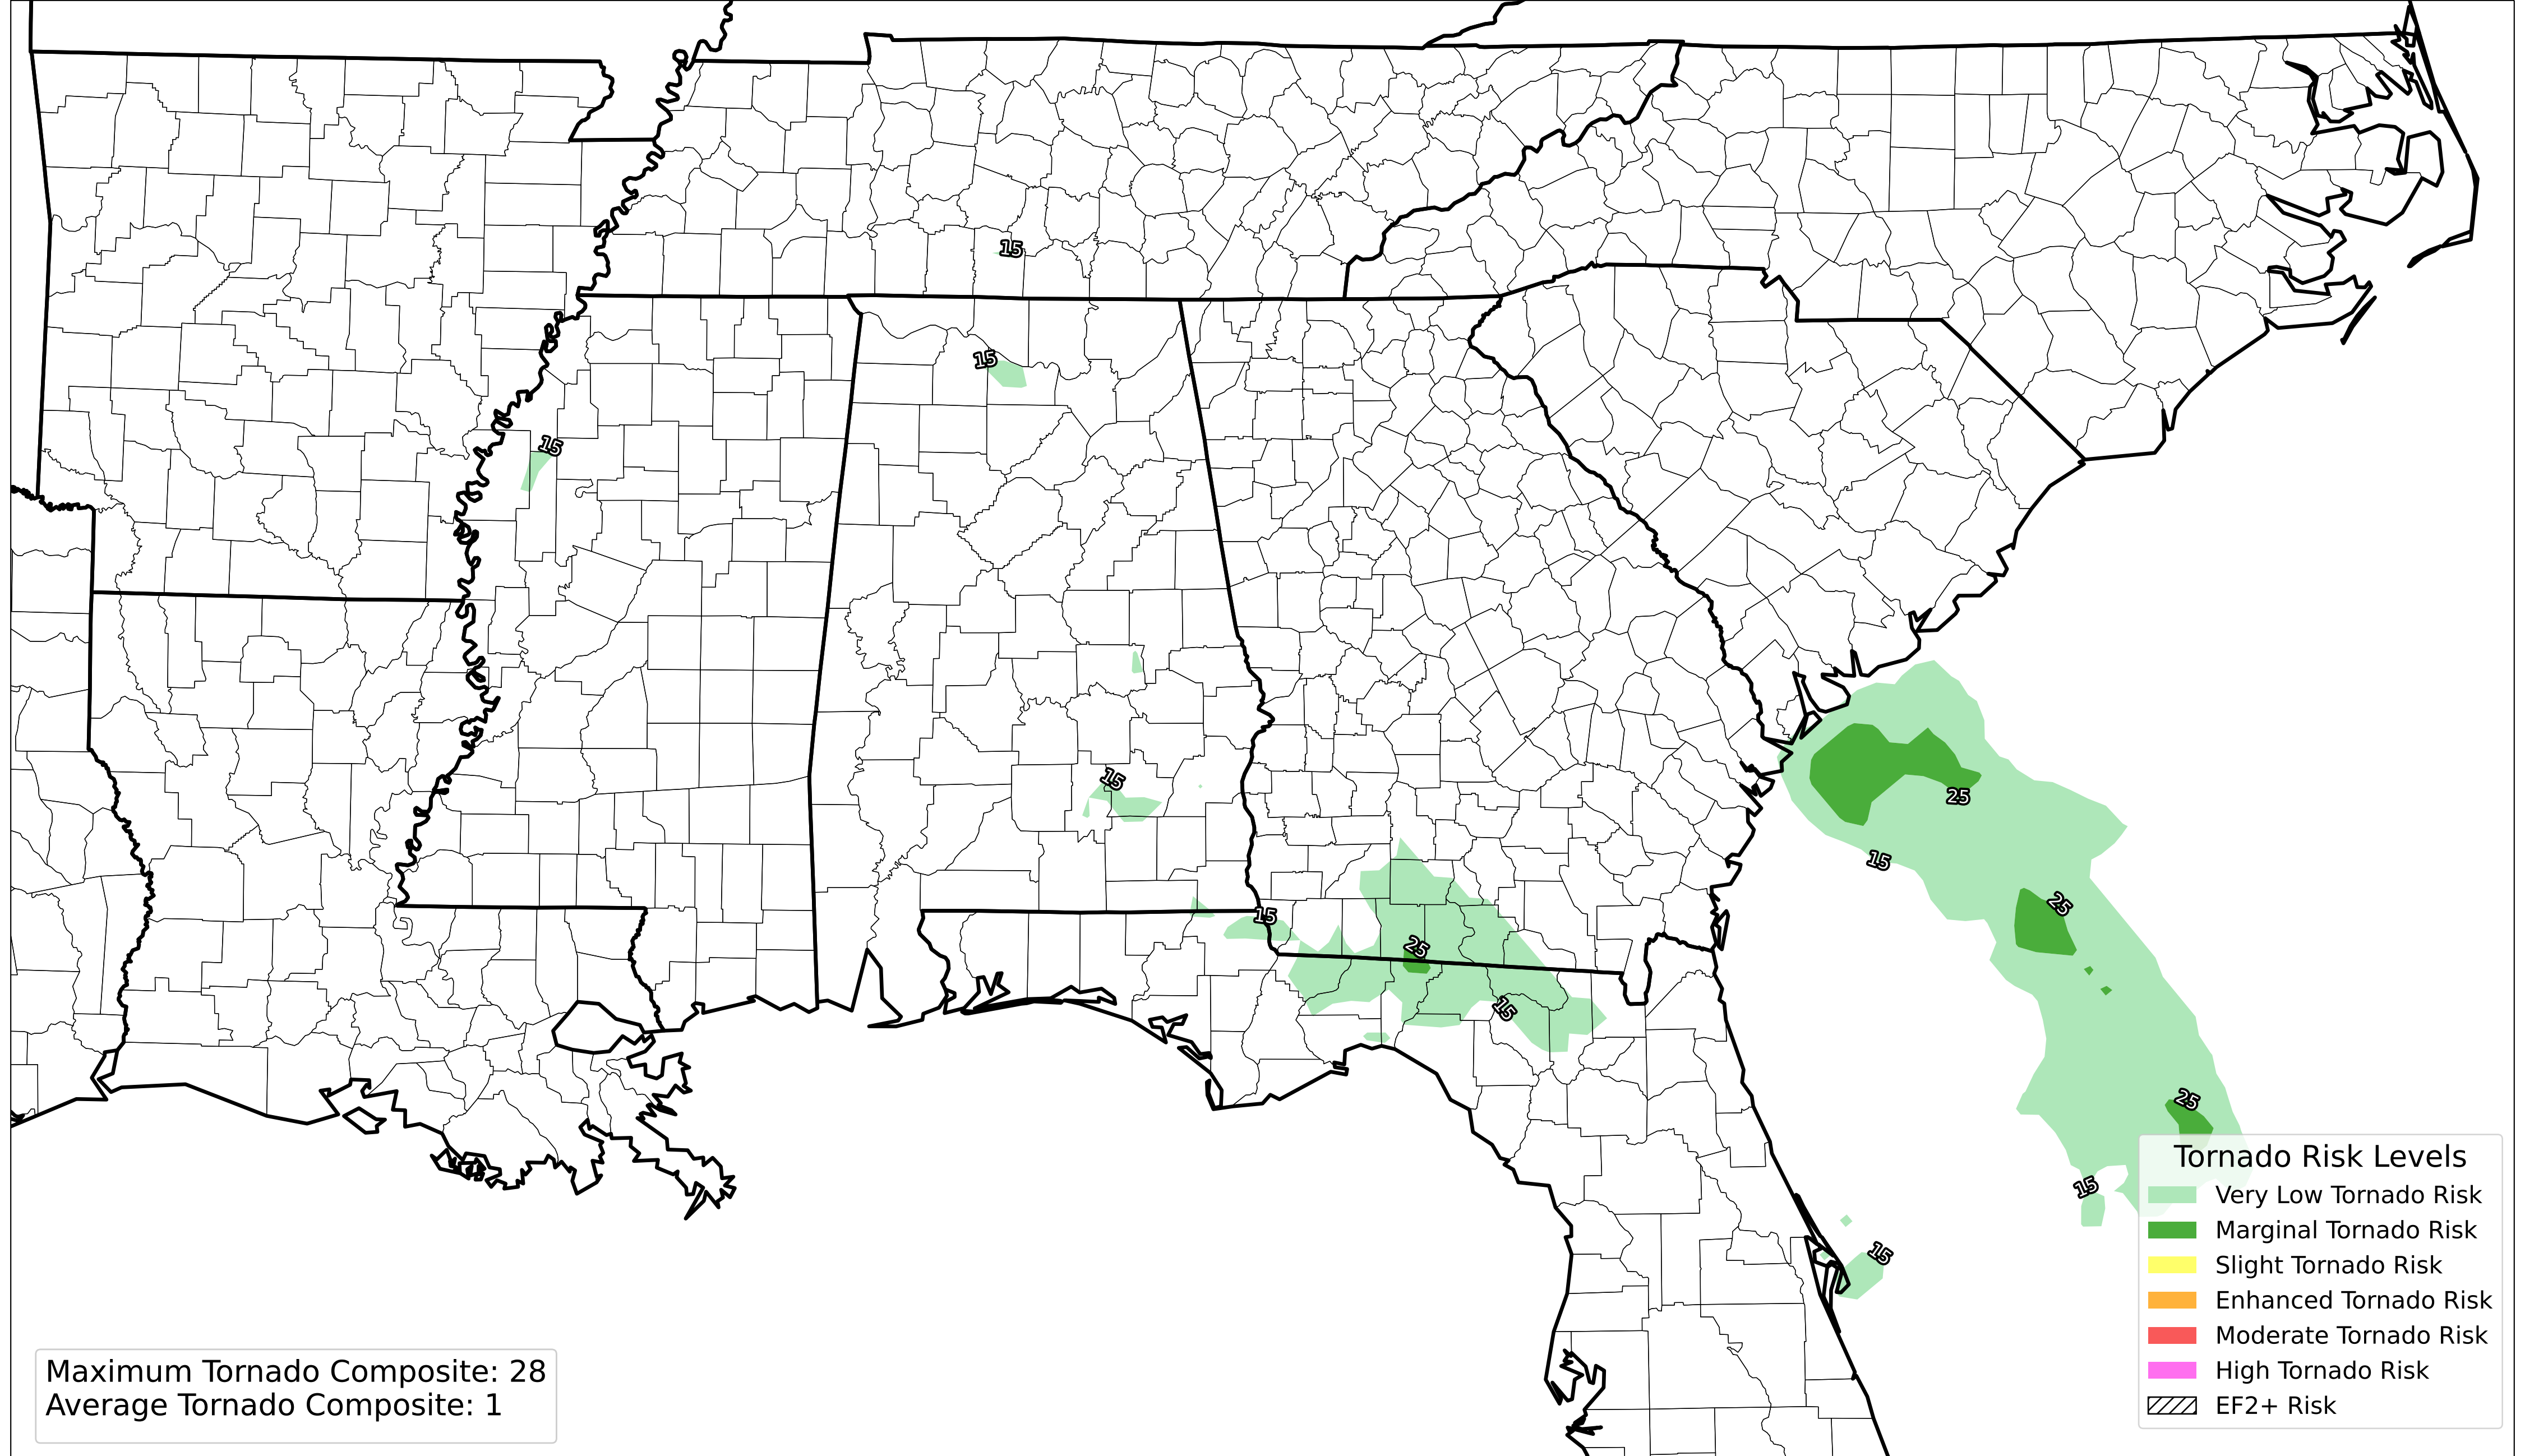 15
15
15
15
25
15
25
15
25
15
25
15
15
Tornado Risk Levels
Very Low Tornado Risk
Marginal Tornado Risk
Slight Tornado Risk
Enhanced Tornado Risk
Moderate Tornado Risk
High Tornado Risk
EF2+ Risk
Maximum Tornado Composite: 28
Average Tornado Composite: 1